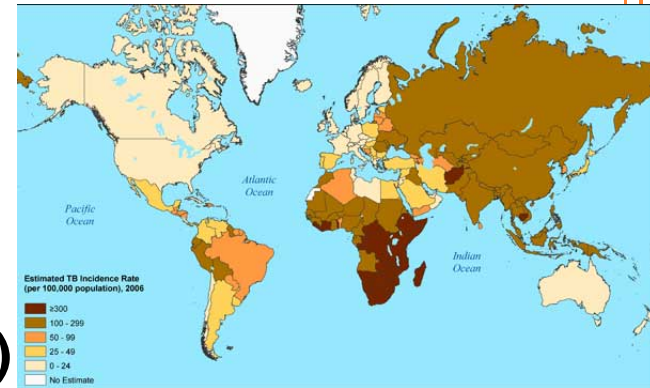 Atlantic
Ocean
Pacific
Ocean
Indian
Ocean
Estimated TB Incidence Rate
(per 100,000 population), 2006
≥300
100 - 299
50 - 99
25 - 49
0 - 24
No Estimate
)